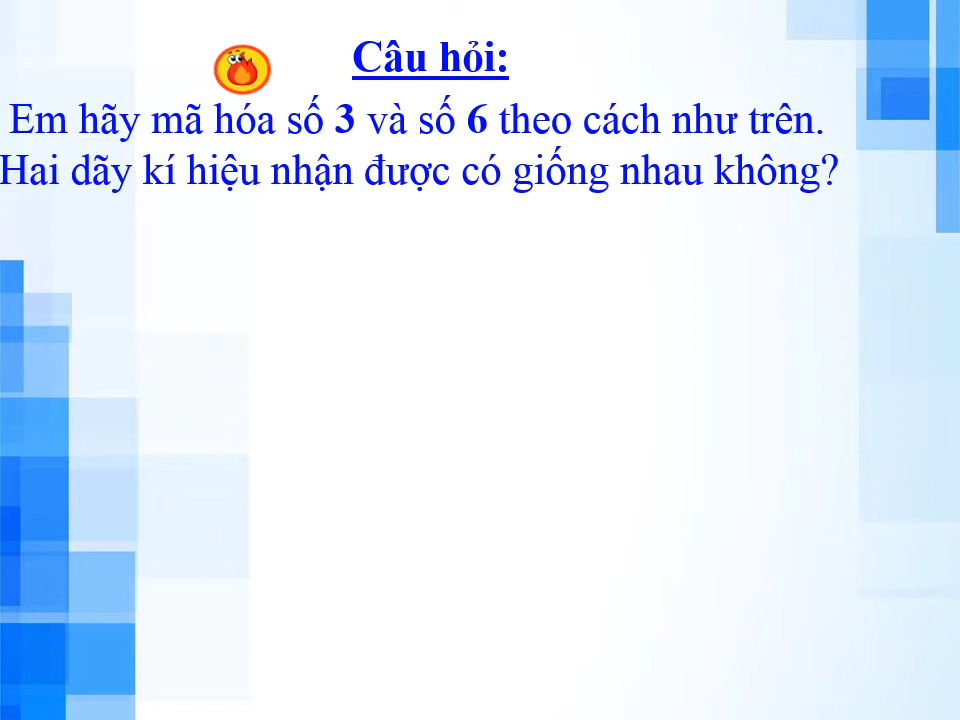 Câu hỏi:
Em hãy mã hóa số 3 và số 6 theo cách như trên.
Hai dãy kí hiệu nhận được có giống nhau không?